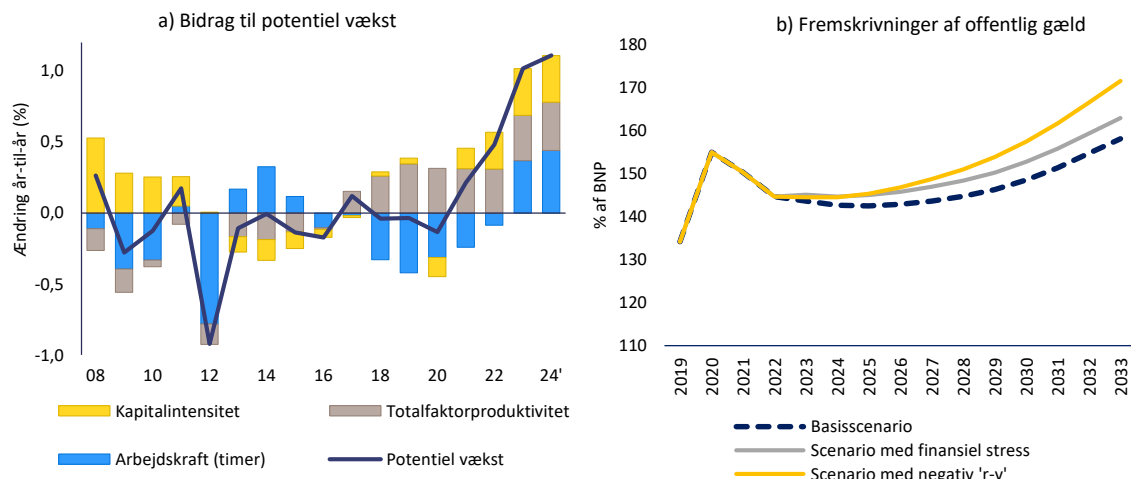 a) Bidrag til potentiel vækst
Ændring år-til-år (%)
1,0
0,5
0,0
-0,5
-1,0
08 10 12 14 16 18 20 22 24'
Kapitalintensitet
Totalfaktorproduktivitet
Arbejdskraft (timer)
Potentiel vækst
b) Fremskrivninger af offentlig gæld
% af BNP
180
170
160
150
140
130
120
110
2019 2020 2021 2022 2023 2024 2025 2026 2027 2028 2029 2030 2031 2032 2033
Basisscenario
Scenario med finansiel stress
Scenario med negativ 'r-v'